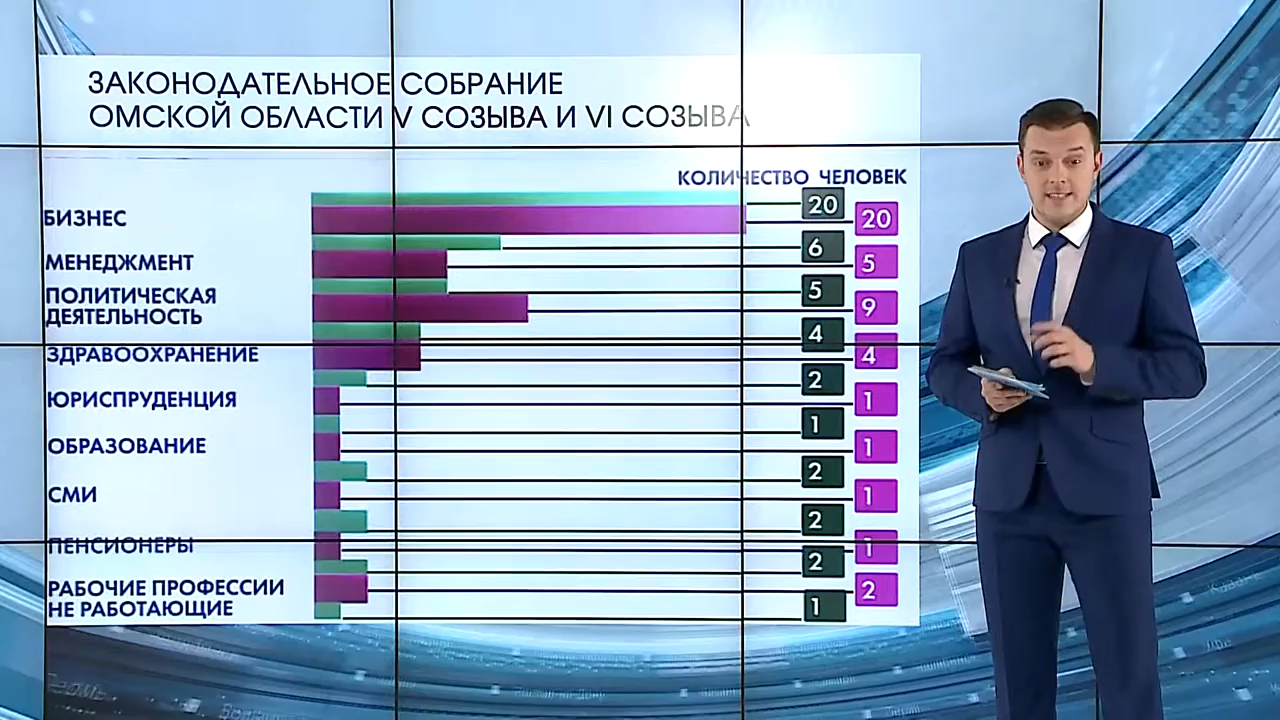 ЗАКОНОДАТЕЛЬНОЕ СОБРАНИЕ
ОМСКОЙ ОБЛАСТИ V СОЗЫВА И VI СОЗЫВА
КОЛИЧЕСТВО ЧЕЛОВЕК
БИЗНЕС 20 20
МЕНЕДЖМЕНТ 6 5
ПОЛИТИЧЕСКАЯ
ДЕЯТЕЛЬНОСТЬ 5 9
ЗДРАВООХРАНЕНИЕ 4 4
ЮРИСПРУДЕНЦИЯ 2 1
ОБРАЗОВАНИЕ 1 1
СМИ 2 1
ПЕНСИОНЕРЫ 2 1
РАБОЧИЕ ПРОФЕССИИ 2 2
НЕ РАБОТАЮЩИЕ 1